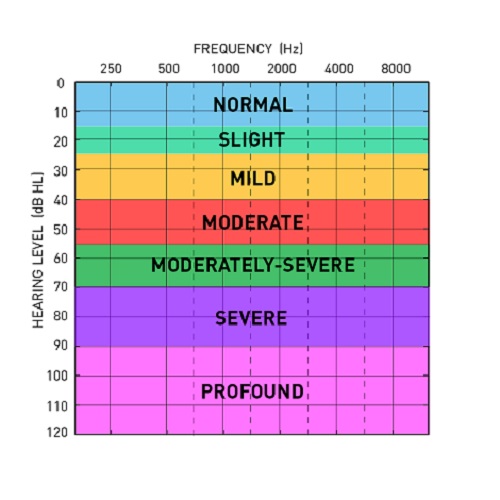 FREQUENCY (Hz)
250 500 1000 2000 4000 8000
HEARING LEVEL (dB HL)
0
NORMAL
10
SLIGHT
20
30
MILD
40
MODERATE
50
60
MODERATELY-SEVERE
70
80
SEVERE
90
100
PROFOUND
110
120